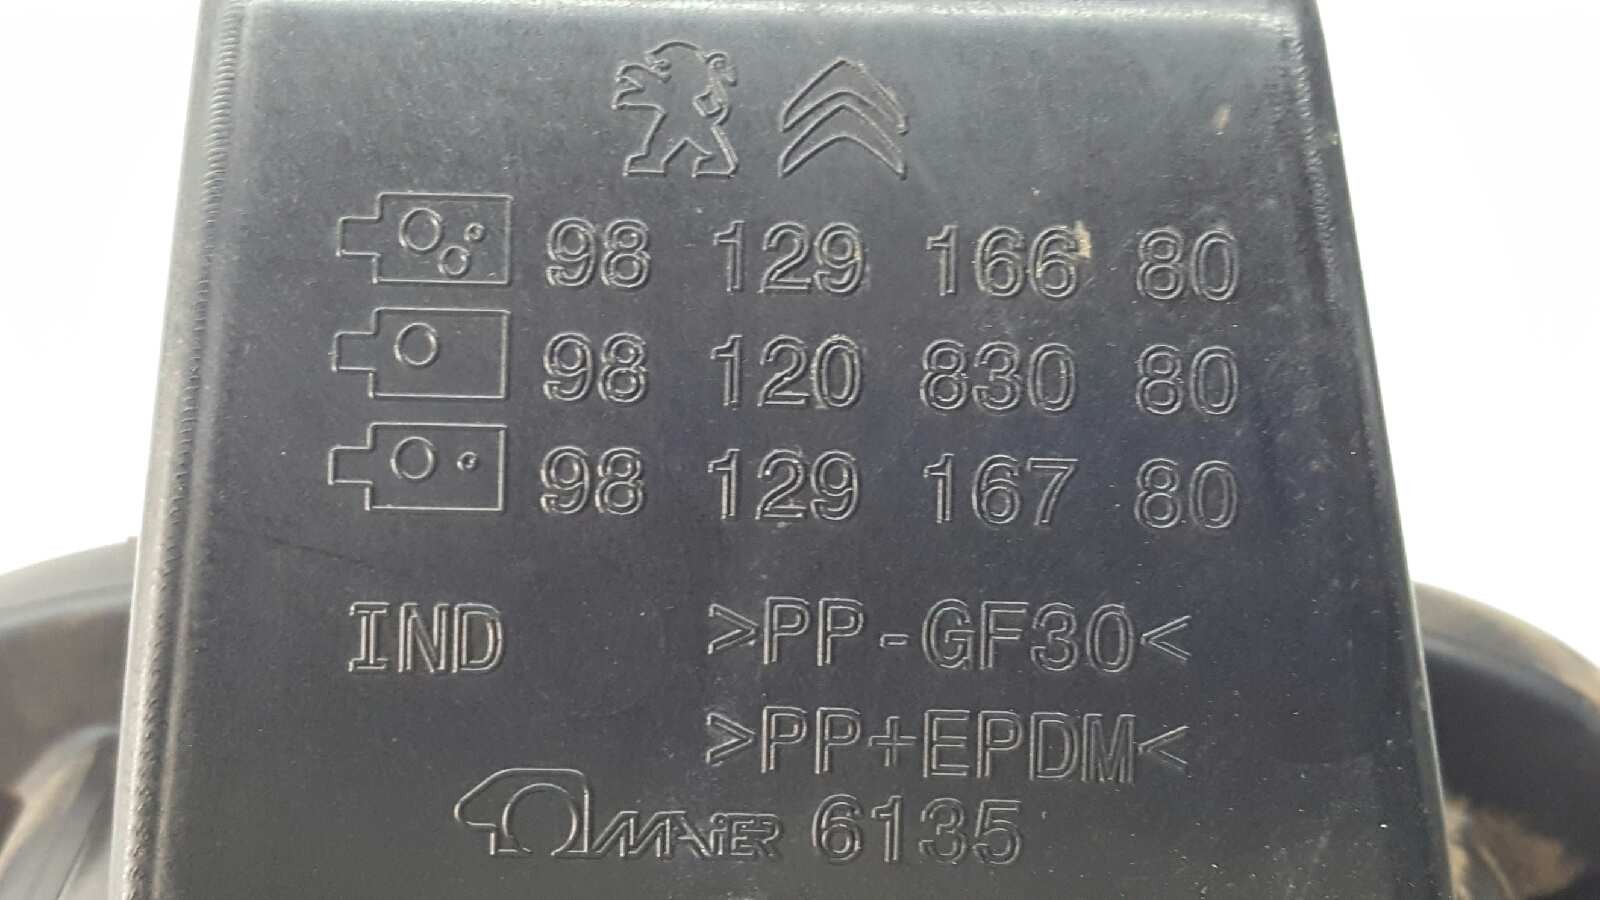 98 129 166 80
98 120 830 80
98 129 167 80
IND >PP-GF30<
>PP+EPDM<
MAIER 6135